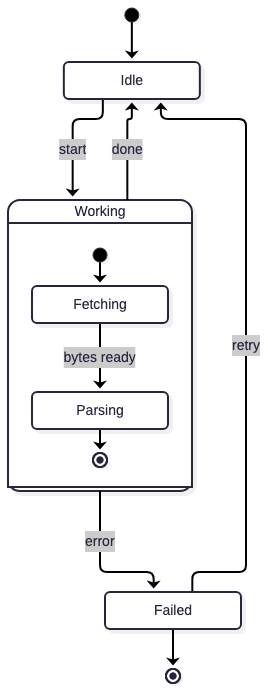 Idle
start
done
Working
Fetching
bytes ready
Parsing
retry
error
Failed